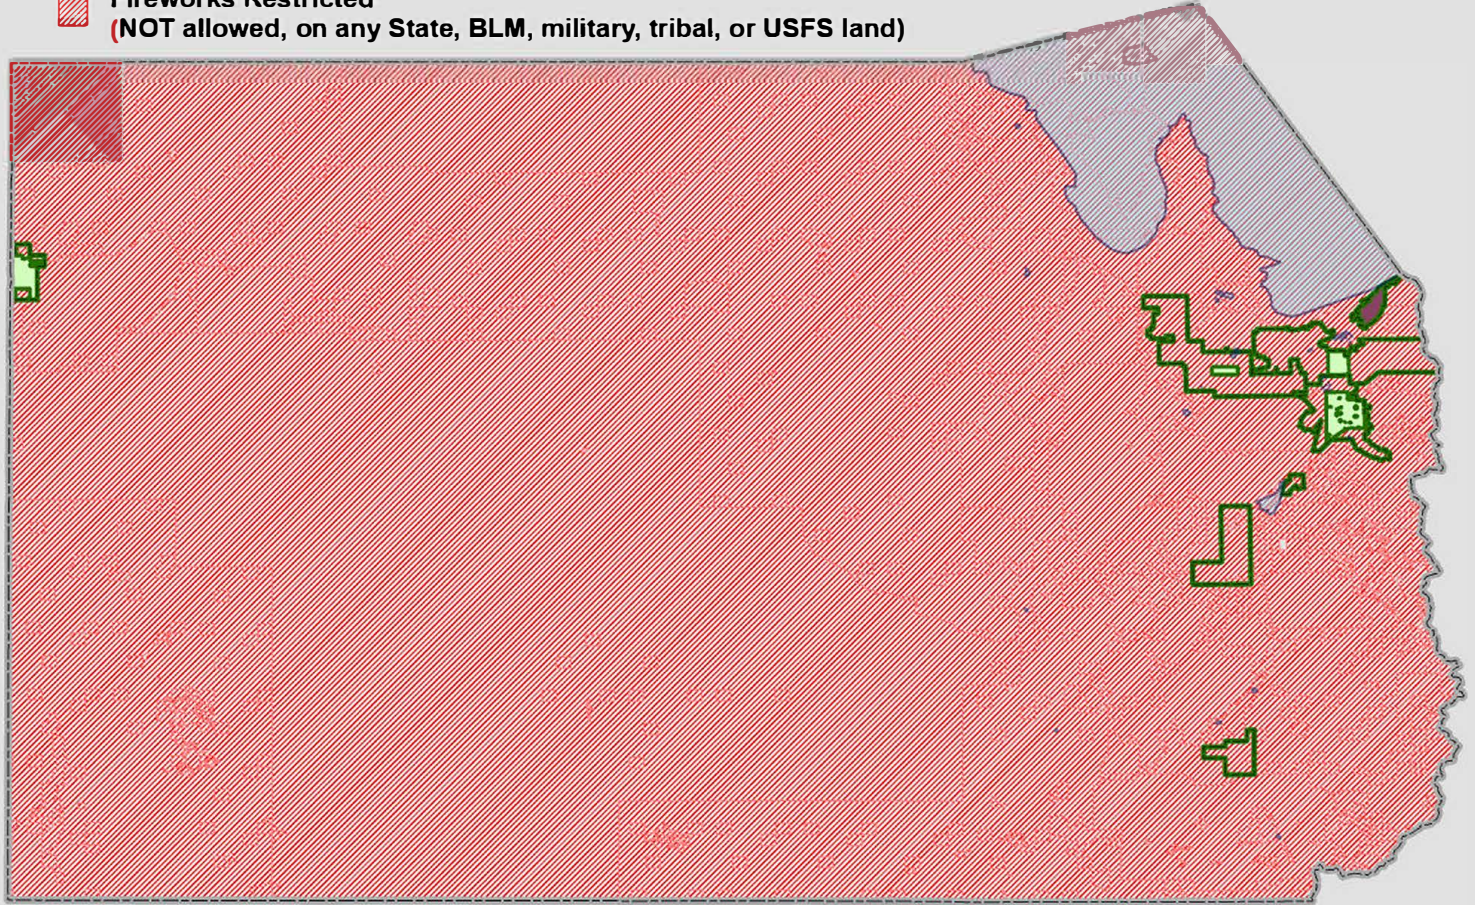 Fireworks Restricted
(NOT allowed, on any State, BLM, military, tribal, or USFS land)